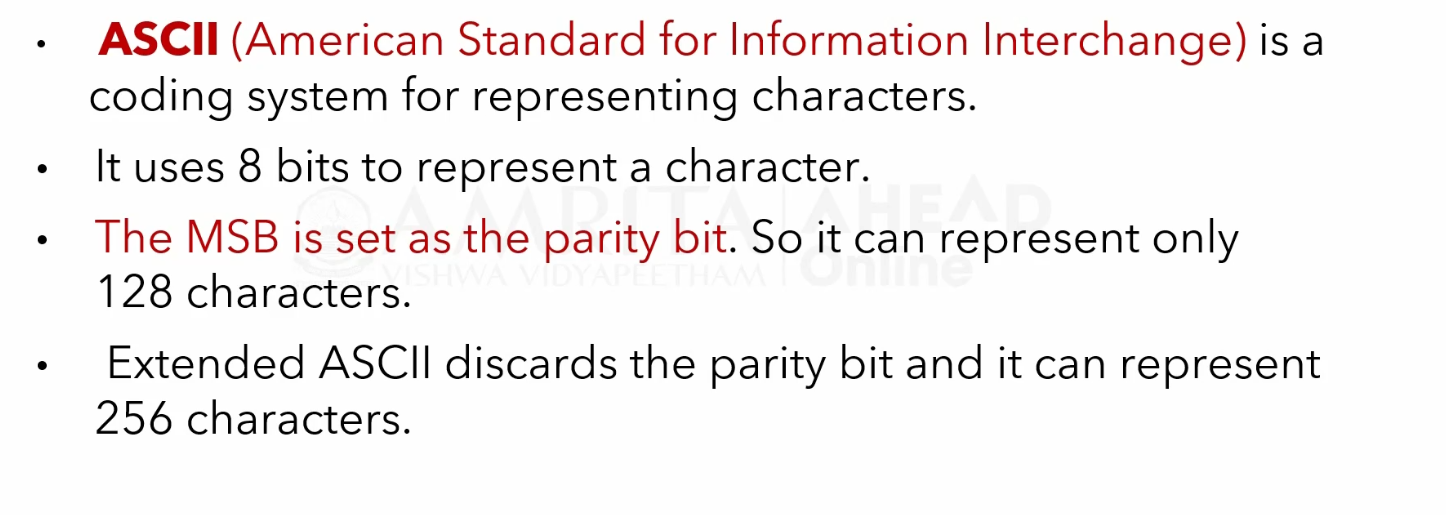 • ASCII (American Standard for Information Interchange) is a
coding system for representing characters.
• It uses 8 bits to represent a character.
• The MSB is set as the parity bit. So it can represent only
128 characters.
• Extended ASCII discards the parity bit and it can represent
256 characters.
AMRITA AHEAD
VISHWA VIDYAPEETHAM Online